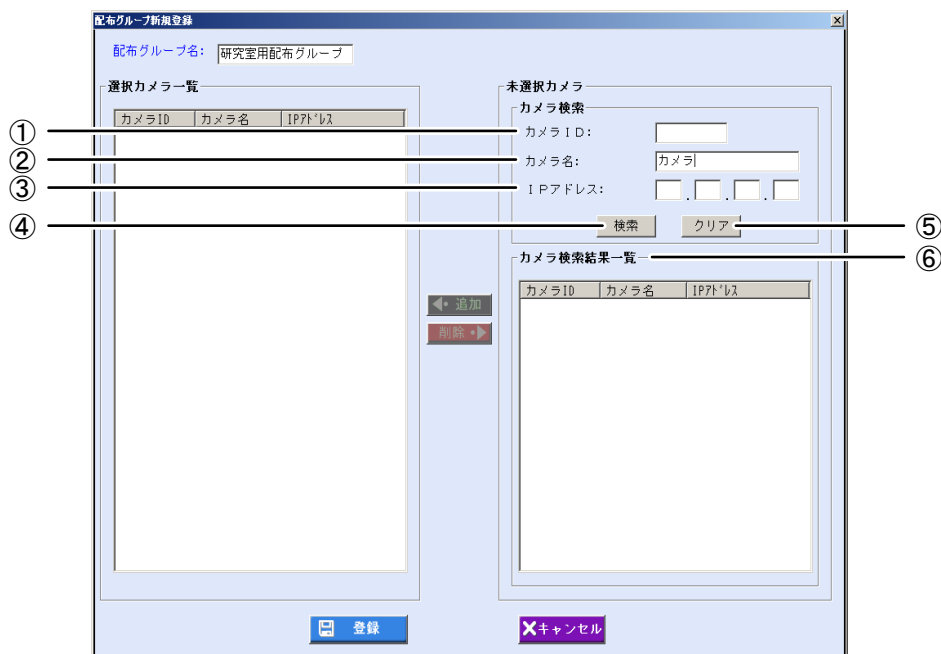 配布グループ新規登録
配布グループ名: 研究室用配布グループ
選択カメラ一覧
カメラID カメラ名 IPｱﾄﾞﾚｽ
未選択カメラ
カメラ検索
① カメラＩＤ:
② カメラ名: カメラ
③ ＩＰアドレス: . . .
④ 検索 クリア ⑤
カメラ検索結果一覧 ⑥
カメラID カメラ名 IPｱﾄﾞﾚｽ
追加
削除
登録 キャンセル